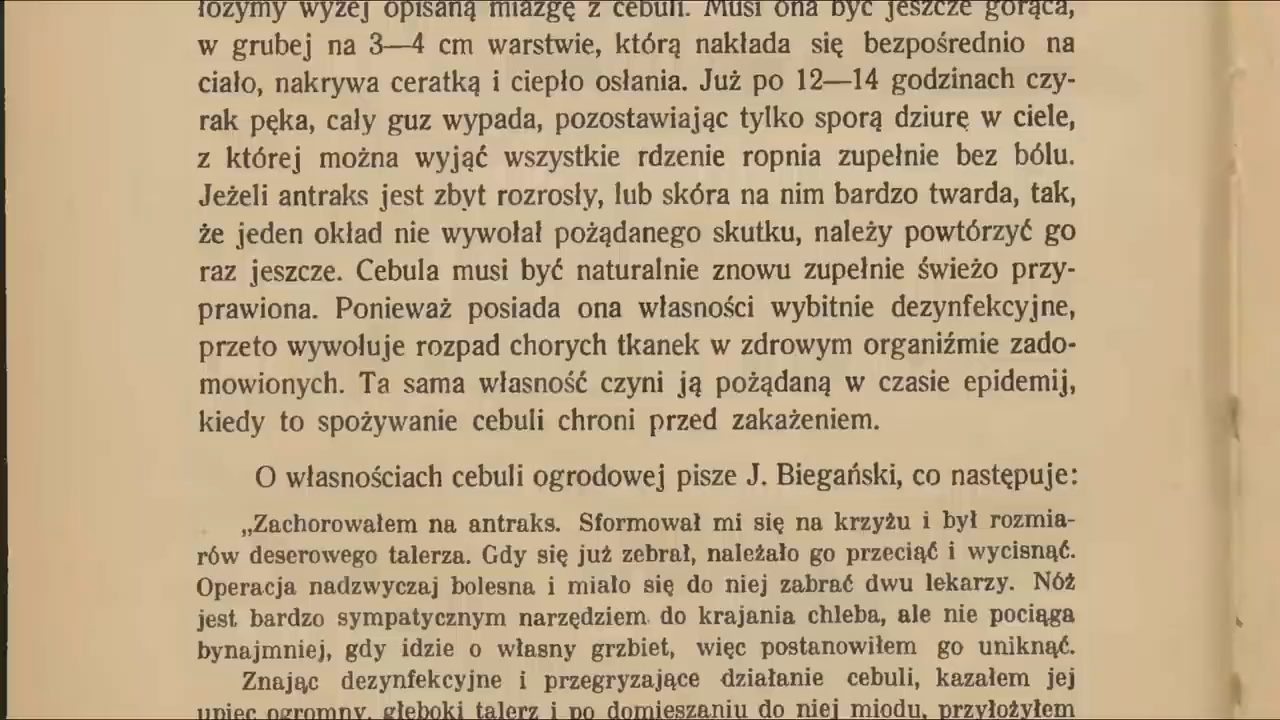 łożymy wyżej opisaną miazgę z cebuli. Musi ona być jeszcze gorąca,
w grubej na 3—4 cm warstwie, którą nakłada się bezpośrednio na
ciało, nakrywa ceratką i ciepło osłania. Już po 12—14 godzinach czy-
rak pęka, cały guz wypada, pozostawiając tylko sporą dziurę w ciele,
z której można wyjąć wszystkie rdzenie ropnia zupełnie bez bólu.
Jeżeli antraks jest zbyt rozrosły, lub skóra na nim bardzo twarda, tak,
że jeden okład nie wywołał pożądanego skutku, należy powtórzyć go
raz jeszcze. Cebula musi być naturalnie znowu zupełnie świeżo przy-
prawiona. Ponieważ posiada ona własności wybitnie dezynfekcyjne,
przeto wywołuje rozpad chorych tkanek w zdrowym organiźmie zado-
mowionych. Ta sama własność czyni ją pożądaną w czasie epidemij,
kiedy to spożywanie cebuli chroni przed zakażeniem.
O własnościach cebuli ogrodowej pisze J. Biegański, co następuje:
„Zachorowałem na antraks. Sformował mi się na krzyżu i był rozmia-
rów deserowego talerza. Gdy się już zebrał, należało go przeciąć i wycisnąć.
Operacja nadzwyczaj bolesna i miało się do niej zabrać dwu lekarzy. Nóż
jest bardzo sympatycznym narzędziem do krajania chleba, ale nie pociąga
bynajmniej, gdy idzie o własny grzbiet, więc postanowiłem go uniknąć.
Znając dezynfekcyjne i przegryzające działanie cebuli, kazałem jej
upiec ogromny, głęboki talerz i po domieszaniu do niej miodu, przyłożyłem